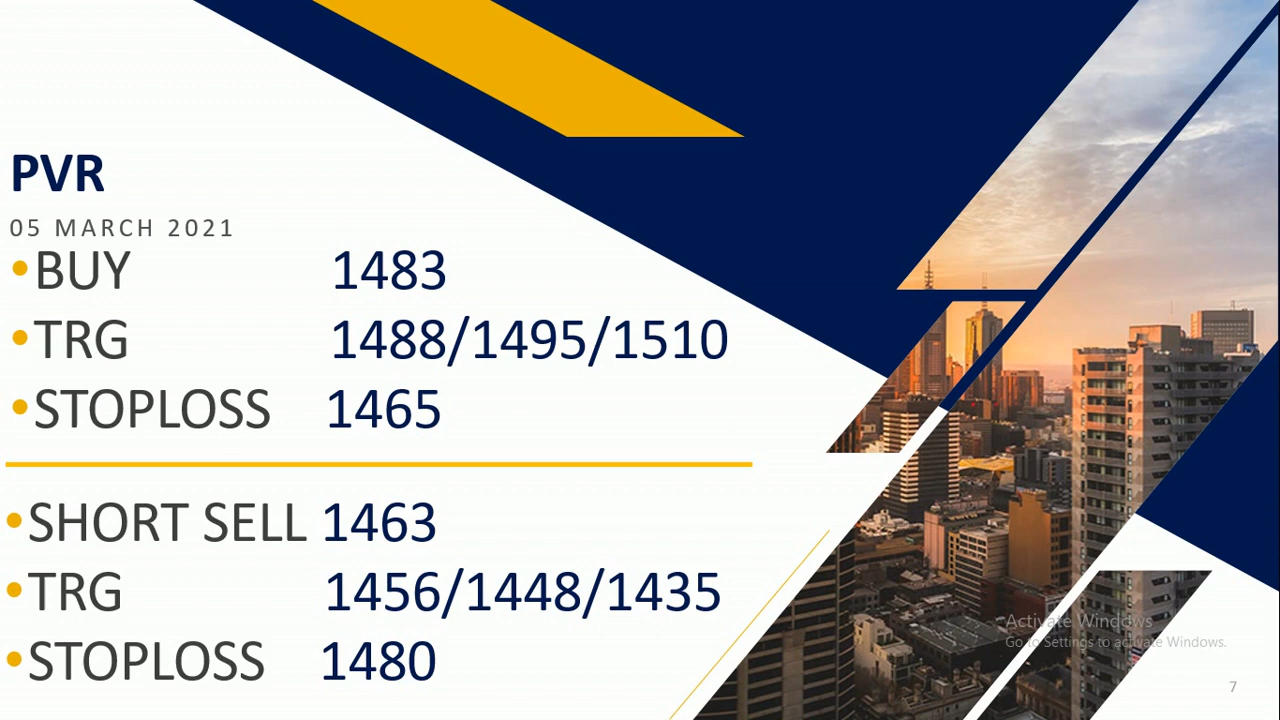 PVR
05 MARCH 2021
•BUY 1483
•TRG 1488/1495/1510
•STOPLOSS 1465
•SHORT SELL 1463
•TRG 1456/1448/1435
•STOPLOSS 1480
Activate Windows
Go to Settings to activate Windows.
7